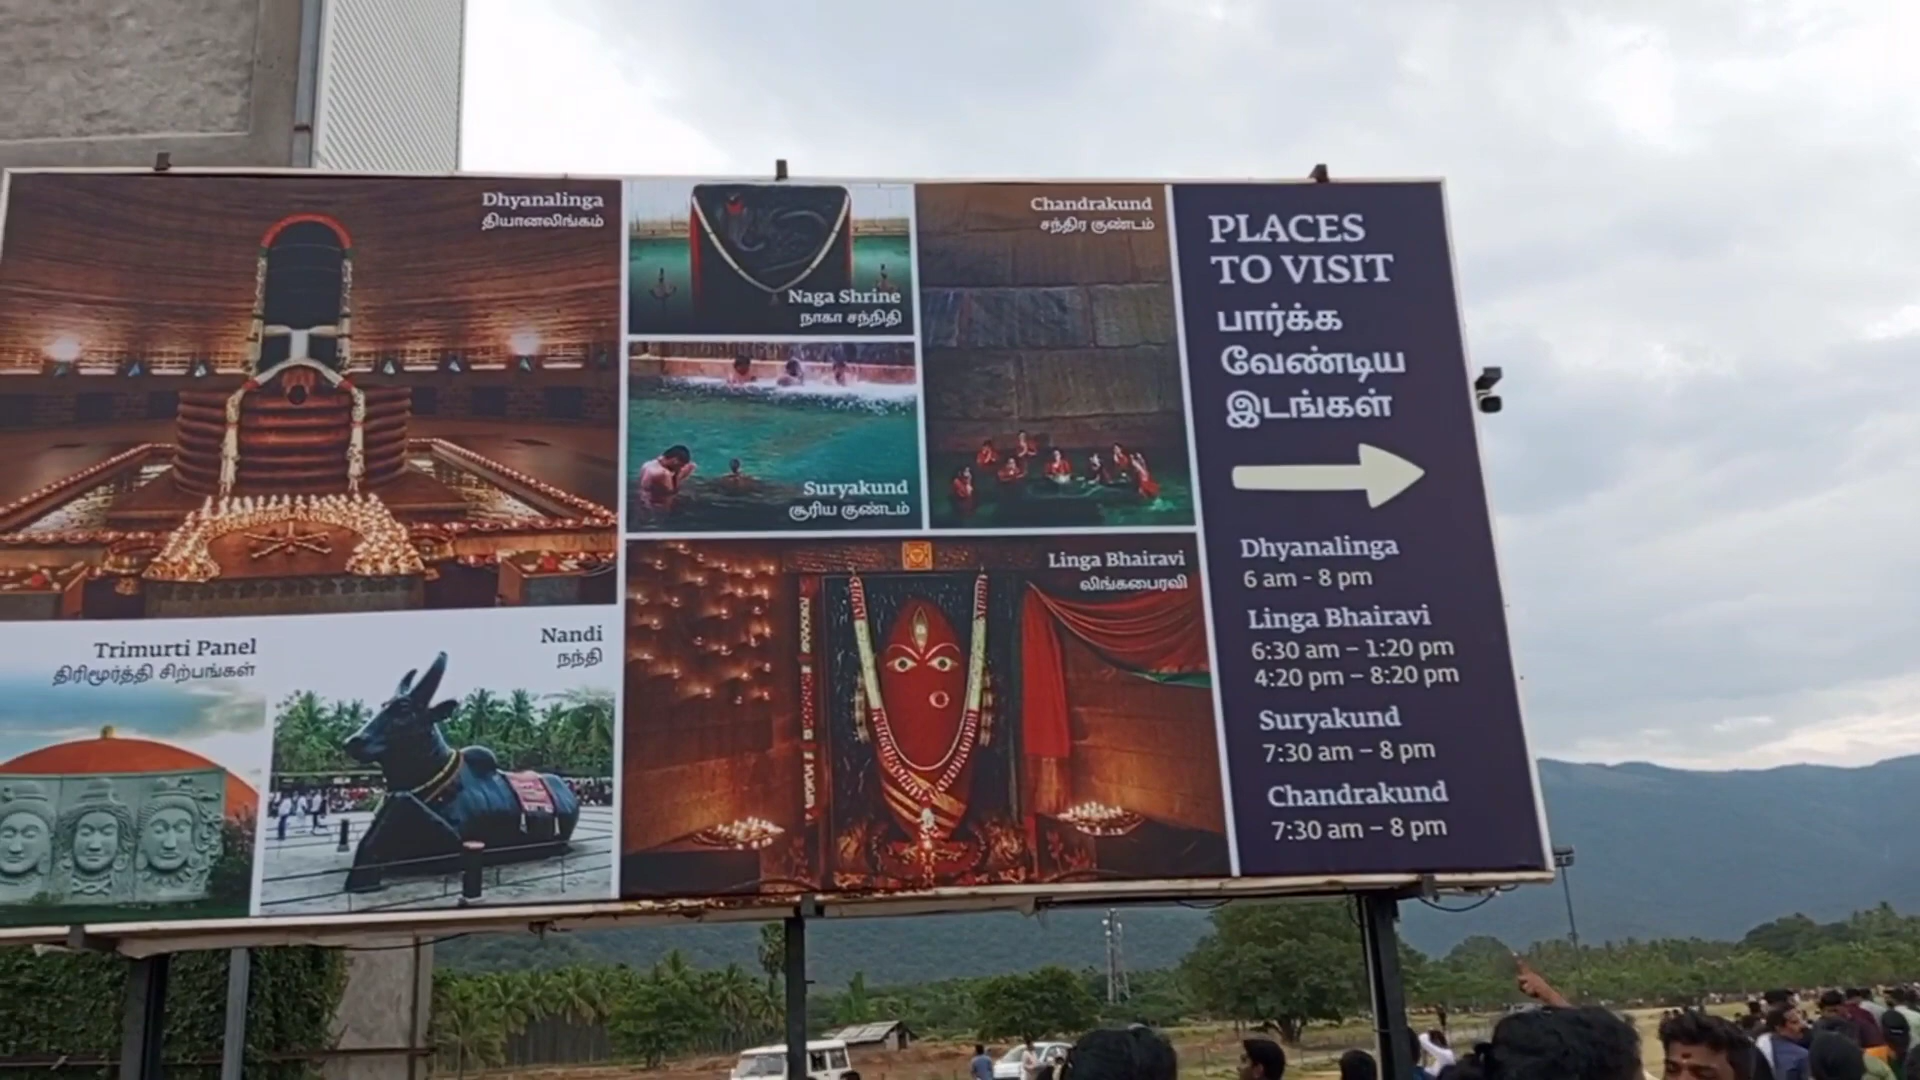 Dhyanalinga
தியானலிங்கம்
Naga Shrine
நாகா சந்நிதி
Chandrakund
சந்திர குண்டம்
Suryakund
சூரிய குண்டம்
Trimurti Panel
திரிமூர்த்தி சிற்பங்கள்
Nandi
நந்தி
Linga Bhairavi
லிங்கபைரவி
PLACES
TO VISIT
பார்க்க
வேண்டிய
இடங்கள்
Dhyanalinga
6 am - 8 pm
Linga Bhairavi
6:30 am – 1:20 pm
4:20 pm – 8:20 pm
Suryakund
7:30 am – 8 pm
Chandrakund
7:30 am – 8 pm